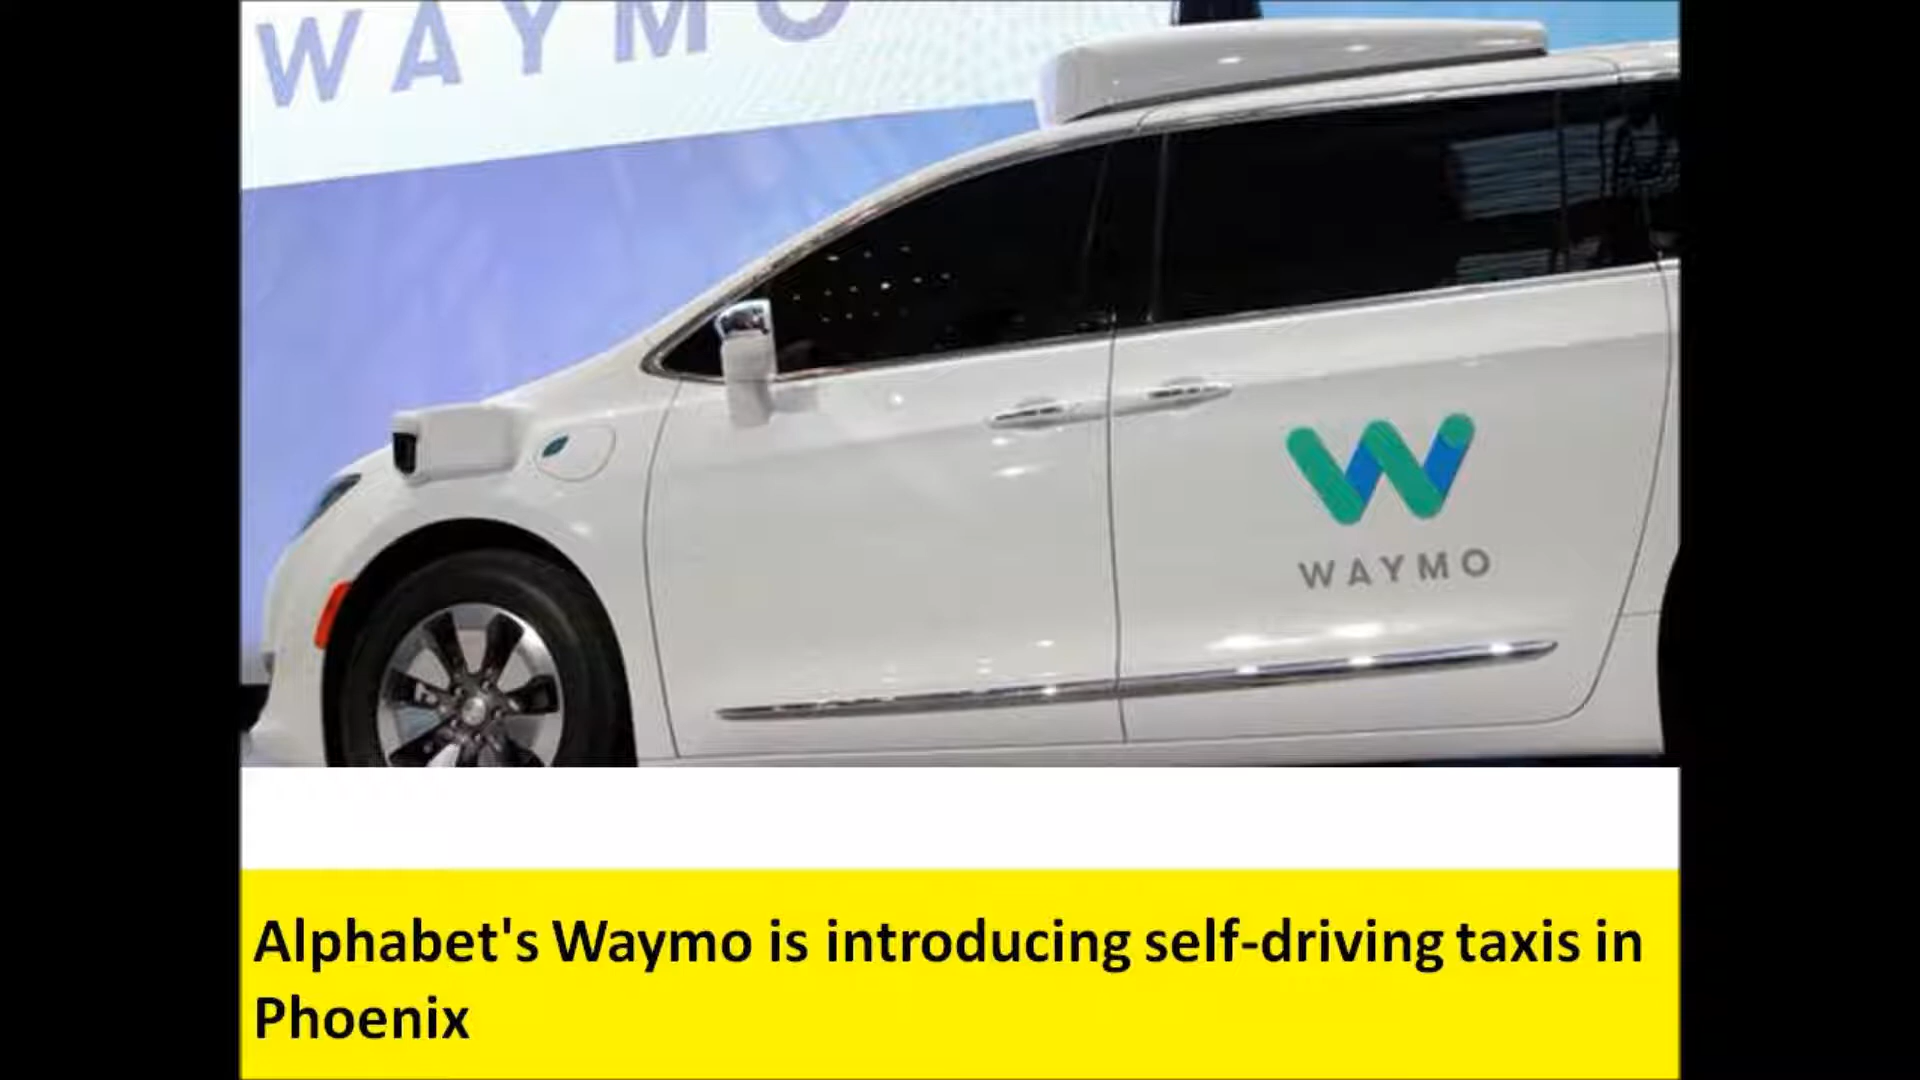 WAYMO
W
WAYMO
Alphabet's Waymo is introducing self-driving taxis in
Phoenix